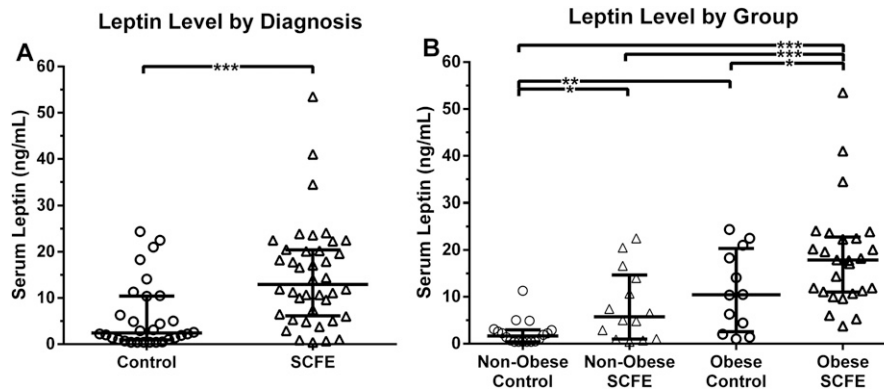 Leptin Level by Diagnosis
A
***
60
50
40
30
20
10
0
Serum Leptin (ng/mL)
Control
SCFE
Leptin Level by Group
B
***
***
*
**
*
60
50
40
30
20
10
0
Serum Leptin (ng/mL)
Non-Obese
Control
Non-Obese
SCFE
Obese
Control
Obese
SCFE